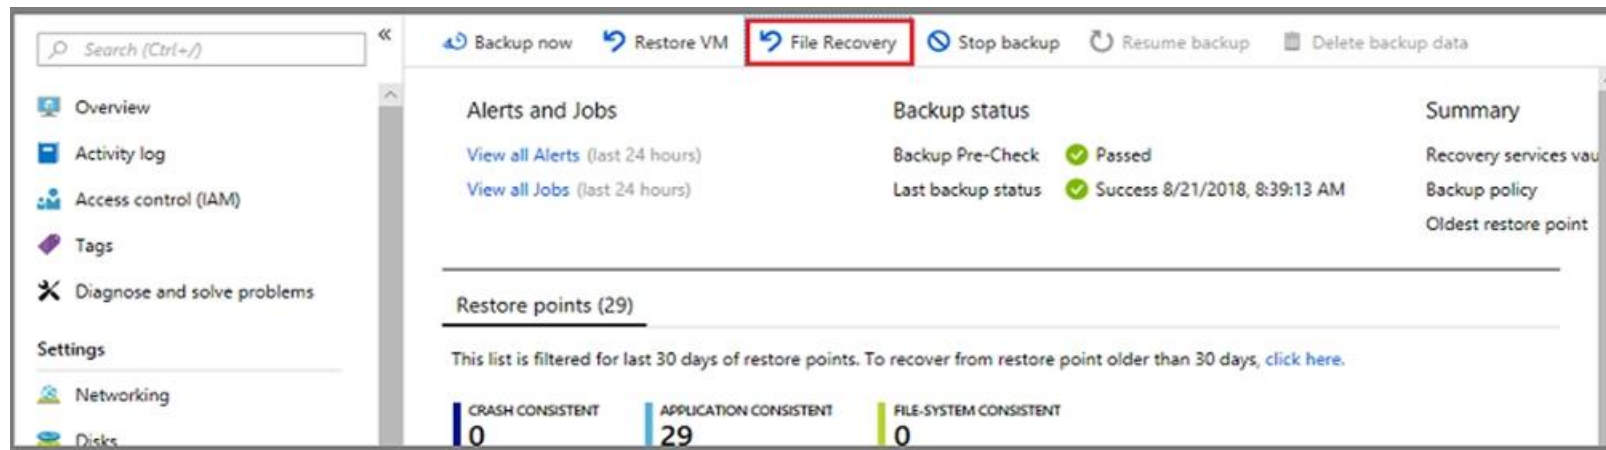 Search (Ctrl+/)
«
Backup now
Restore VM
File Recovery
Stop backup
Resume backup
Delete backup data
Overview
Activity log
Access control (IAM)
Tags
Diagnose and solve problems
Settings
Networking
Disks
Alerts and Jobs
View all Alerts (last 24 hours)
View all Jobs (last 24 hours)
Backup status
Backup Pre-Check Passed
Last backup status Success 8/21/2018, 8:39:13 AM
Summary
Recovery services vau
Backup policy
Oldest restore point
Restore points (29)
This list is filtered for last 30 days of restore points. To recover from restore point older than 30 days, click here.
CRASH CONSISTENT
0
APPLICATION CONSISTENT
29
FILE-SYSTEM CONSISTENT
0